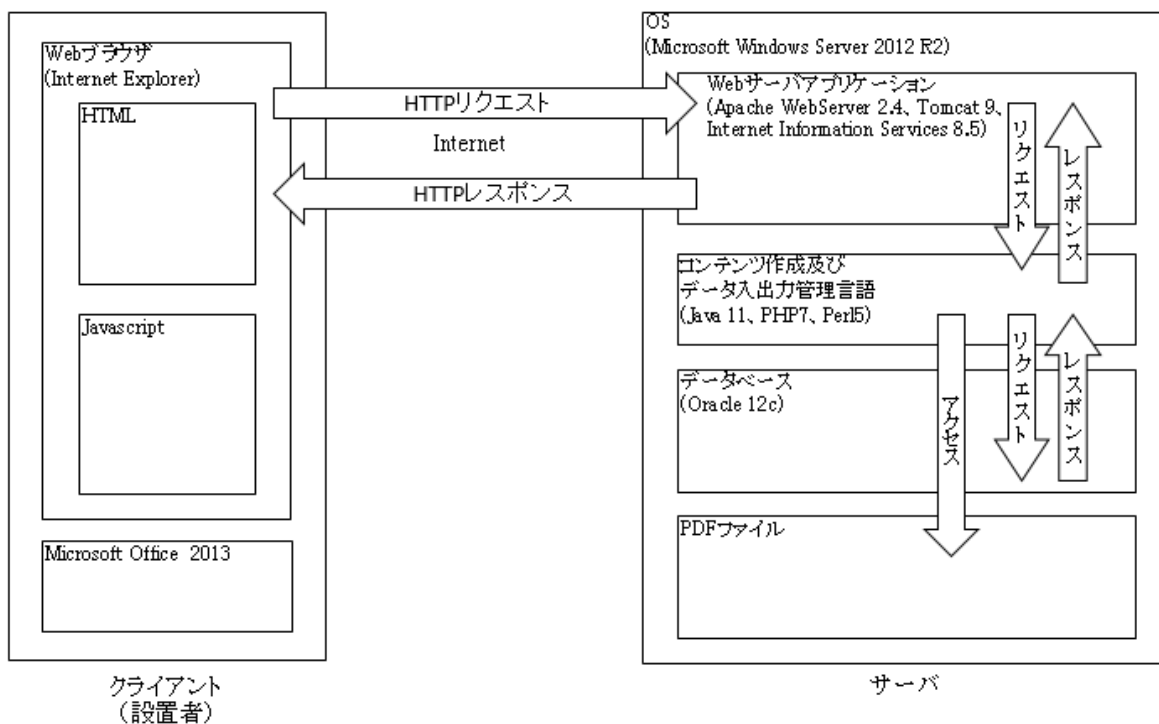 Webブラウザ
(Internet Explorer)
HTML
Javascript
Microsoft Office 2013
クライアント
(設置者)
HTTPリクエスト
Internet
HTTPレスポンス
OS
(Microsoft Windows Server 2012 R2)
Webサーバアプリケーション
(Apache WebServer 2.4、Tomcat 9、
Internet Information Services 8.5)
リクエスト
レスポンス
コンテンツ作成及び
データ入出力管理言語
(Java 11、PHP7、Perl5)
アクセス
リクエスト
レスポンス
データベース
(Oracle 12c)
PDFファイル
サーバ